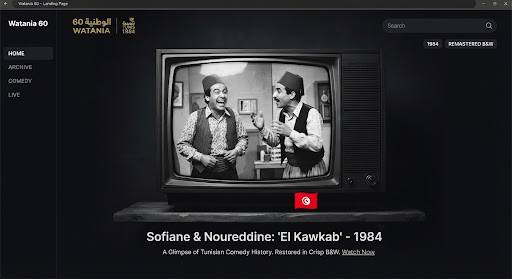 Watania 60 - Landing Page
Watania 60
60 الوطنية
WATANIA
1984
Search
1984
REMASTERED B&W
HOME
ARCHIVE
COMEDY
LIVE
Sofiane & Noureddine: 'El Kawkab' - 1984
A Glimpse of Tunisian Comedy History. Restored in Crisp B&W. Watch Now